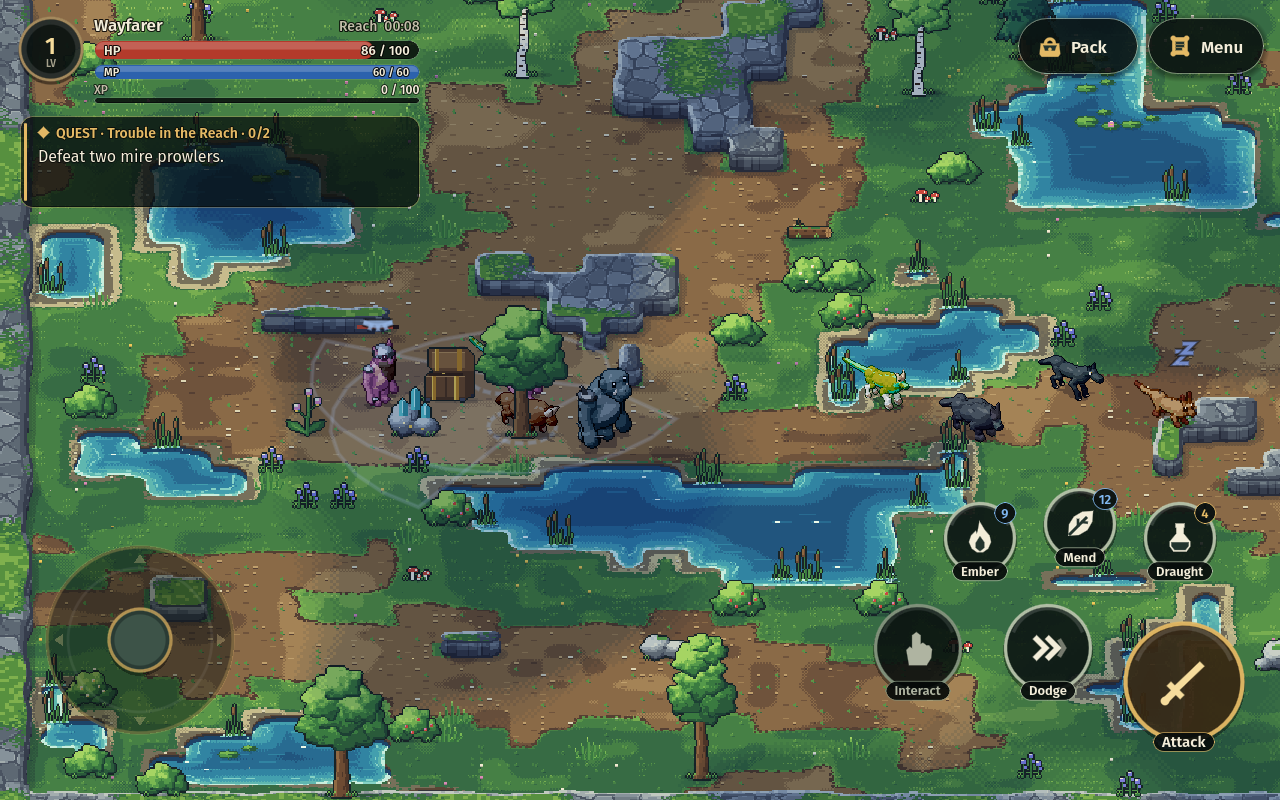 Wayfarer
Reach 00:08
1
LV
HP
86 / 100
MP
60 / 60
XP
0 / 100
QUEST · Trouble in the Reach · 0/2
Defeat two mire prowlers.
Pack
Menu
Z
9
Ember
12
Mend
4
Draught
Interact
Dodge
Attack